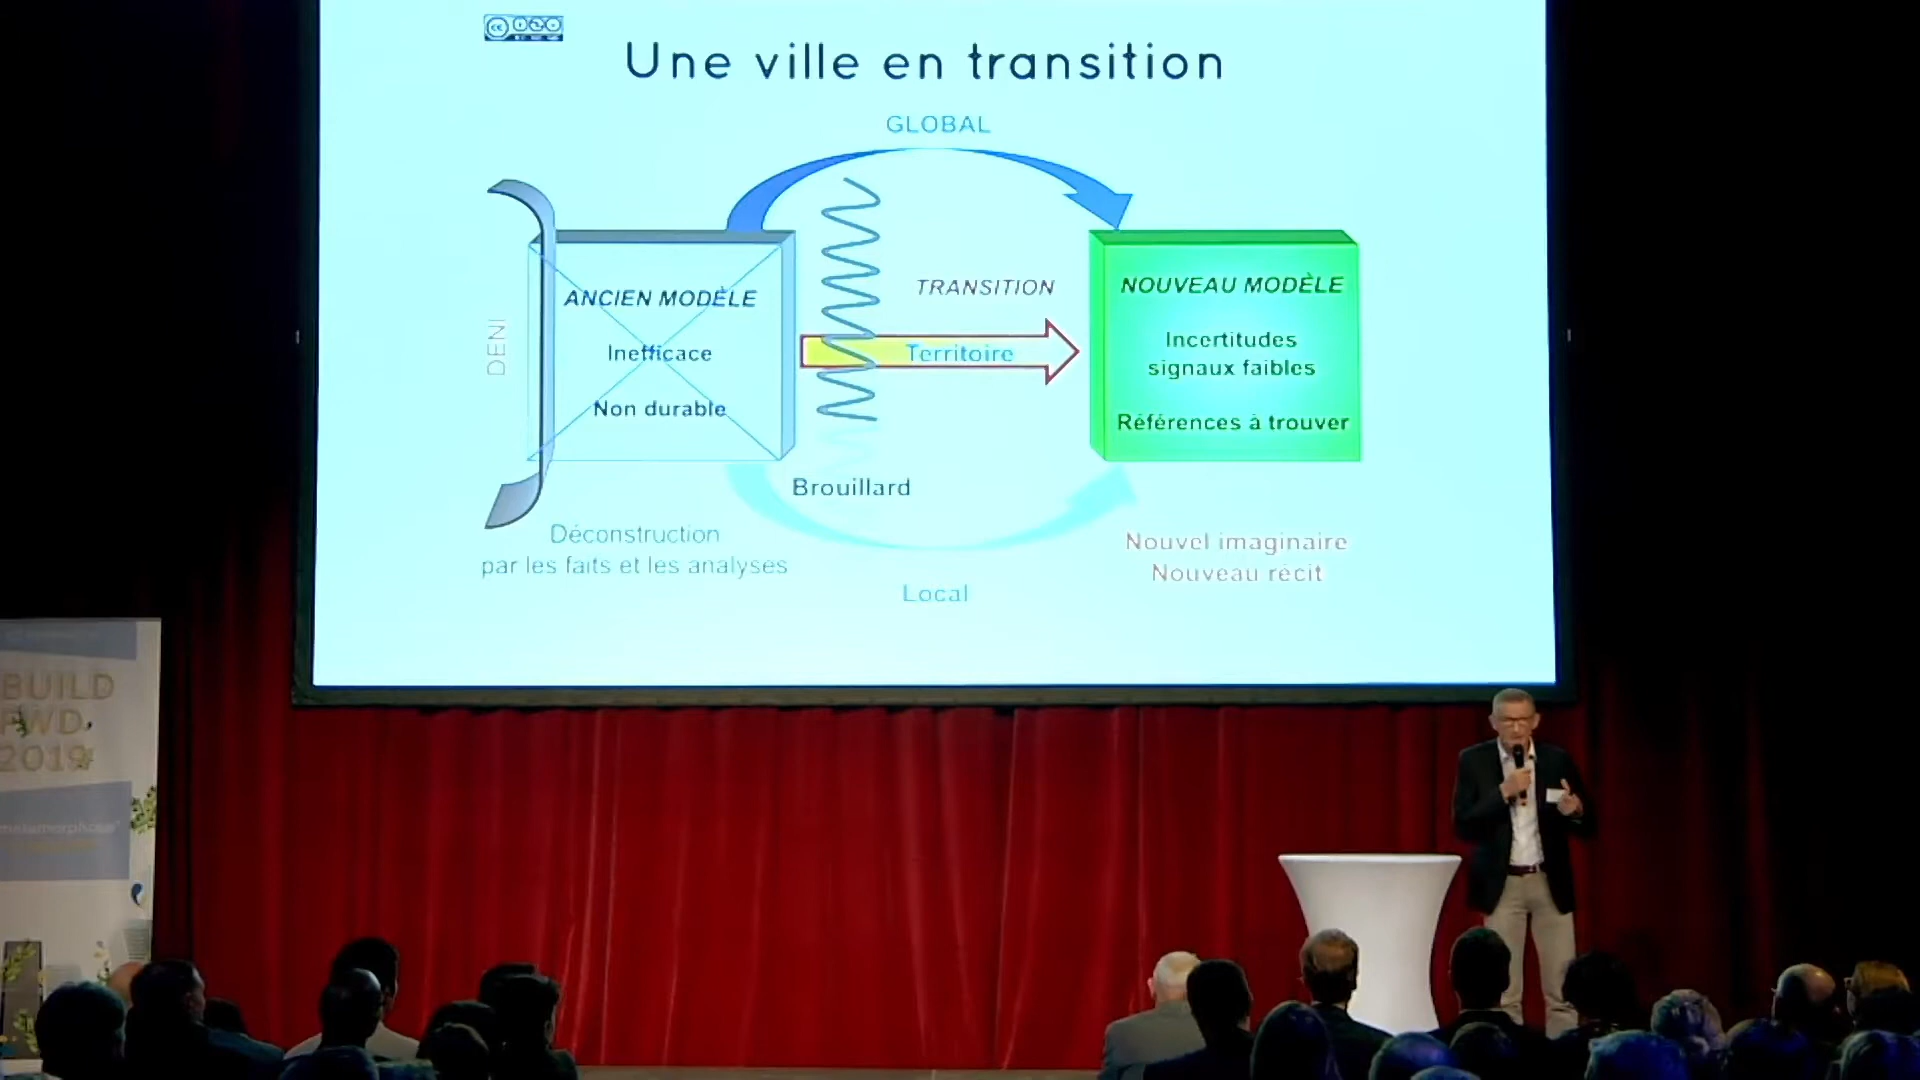 cc
Une ville en transition
GLOBAL
DENI
ANCIEN MODÈLE
Inefficace
Non durable
TRANSITION
Territoire
NOUVEAU MODÈLE
Incertitudes
signaux faibles
Références à trouver
Brouillard
Déconstruction
par les faits et les analyses
Local
Nouvel imaginaire
Nouveau récit
BUILD
FWD
2019